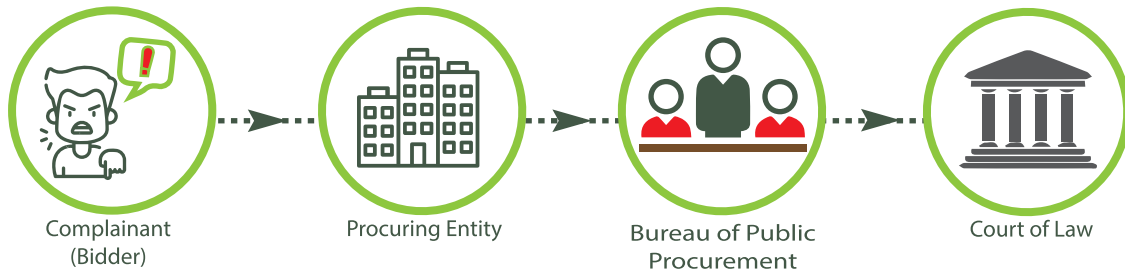 Complainant
(Bidder)
Procuring Entity
Bureau of Public
Procurement
Court of Law